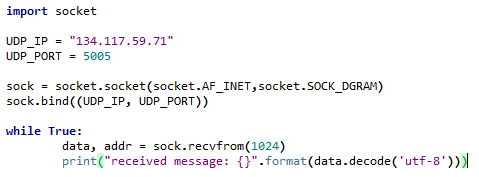 import socket
UDP_IP = "134.117.59.71"
UDP_PORT = 5005
sock = socket.socket(socket.AF_INET,socket.SOCK_DGRAM)
sock.bind((UDP_IP, UDP_PORT))
while True:
        data, addr = sock.recvfrom(1024)
        print("received message: {}".format(data.decode('utf-8')))